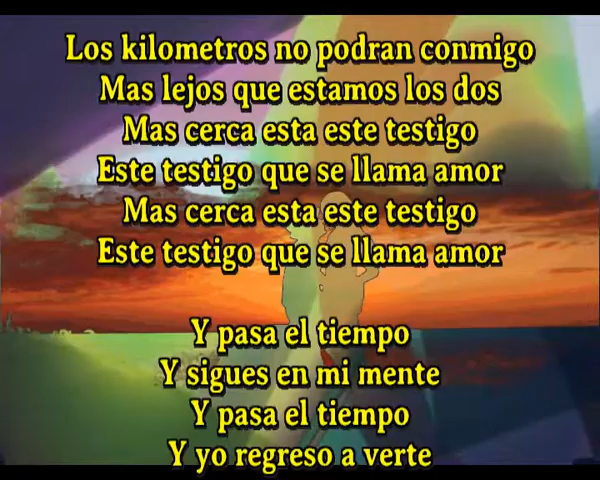 Los kilometros no podran conmigo
Mas lejos que estamos los dos
Mas cerca esta este testigo
Este testigo que se llama amor
Mas cerca esta este testigo
Este testigo que se llama amor
Y pasa el tiempo
Y sigues en mi mente
Y pasa el tiempo
Y yo regreso a verte